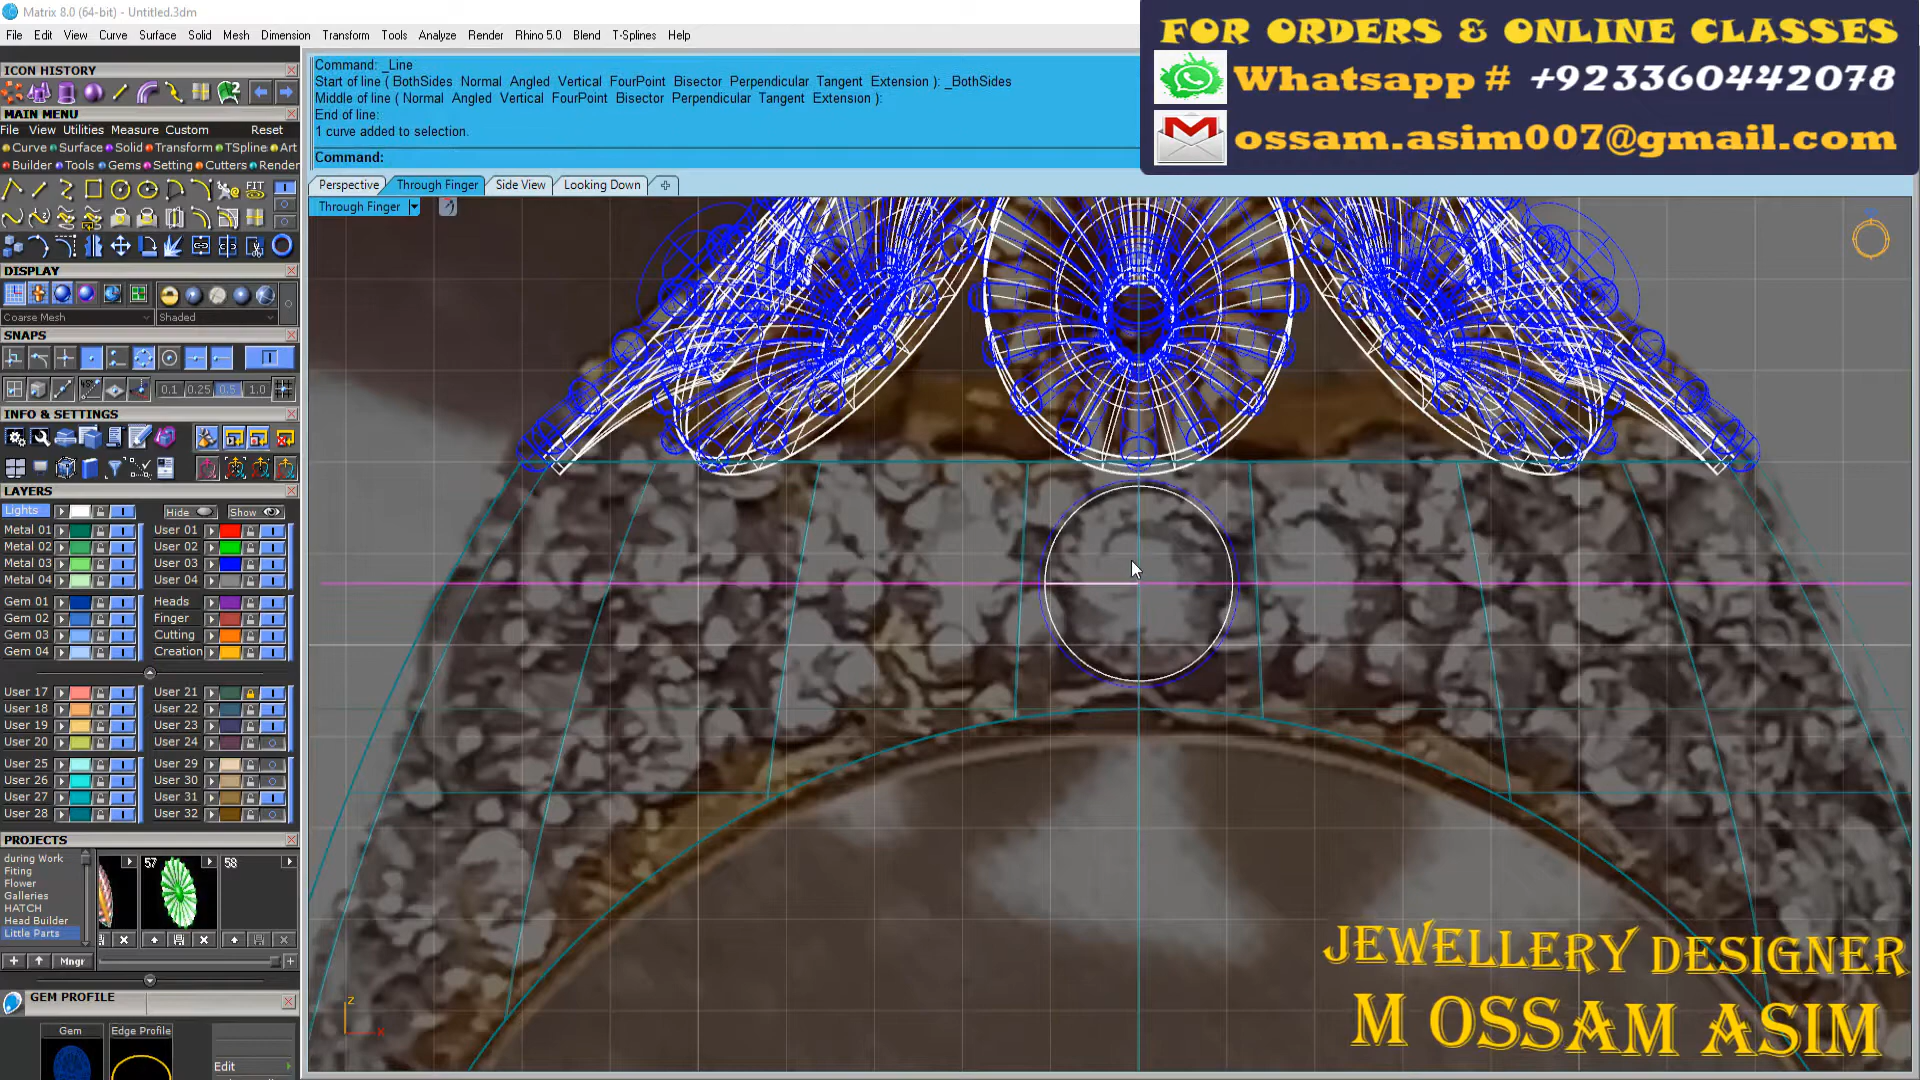 Matrix 8.0 (64-bit) - Untitled.3dm
File Edit View Curve Surface Solid Mesh Dimension Transform Tools Analyze Render Rhino 5.0 Blend T-Splines Help
FOR ORDERS & ONLINE CLASSES
Whatsapp # +923360442078
ossam.asim007@gmail.com
Command: _Line
Start of line ( BothSides Normal Angled Vertical FourPoint Bisector Perpendicular Tangent Extension ): _BothSides
Middle of line ( Normal Angled Vertical FourPoint Bisector Perpendicular Tangent Extension ):
End of line:
1 curve added to selection.
Command:
Perspective Through Finger Side View Looking Down
Through Finger
ICON HISTORY
MAIN MENU
File View Utilities Measure Custom Reset
Curve Surface Solid Transform TSpline Art
Builder Tools Gems Setting Cutters Render
FIT
DISPLAY
Coarse Mesh Shaded
SNAPS
0.1 0.25 0.5 1.0
INFO & SETTINGS
LAYERS
Lights Hide Show
Metal 01 User 01
Metal 02 User 02
Metal 03 User 03
Metal 04 User 04
Gem 01 Heads
Gem 02 Finger
Gem 03 Cutting
Gem 04 Creation
User 17 User 21
User 18 User 22
User 19 User 23
User 20 User 24
User 25 User 29
User 26 User 30
User 27 User 31
User 28 User 32
PROJECTS
during Work
Fiting
Flower
Galleries
HATCH
Head Builder
Little Parts
57 58
Mngr
GEM PROFILE
Gem Edge Profile
Edit
z
x
JEWELLERY DESIGNER
M OSSAM ASIM